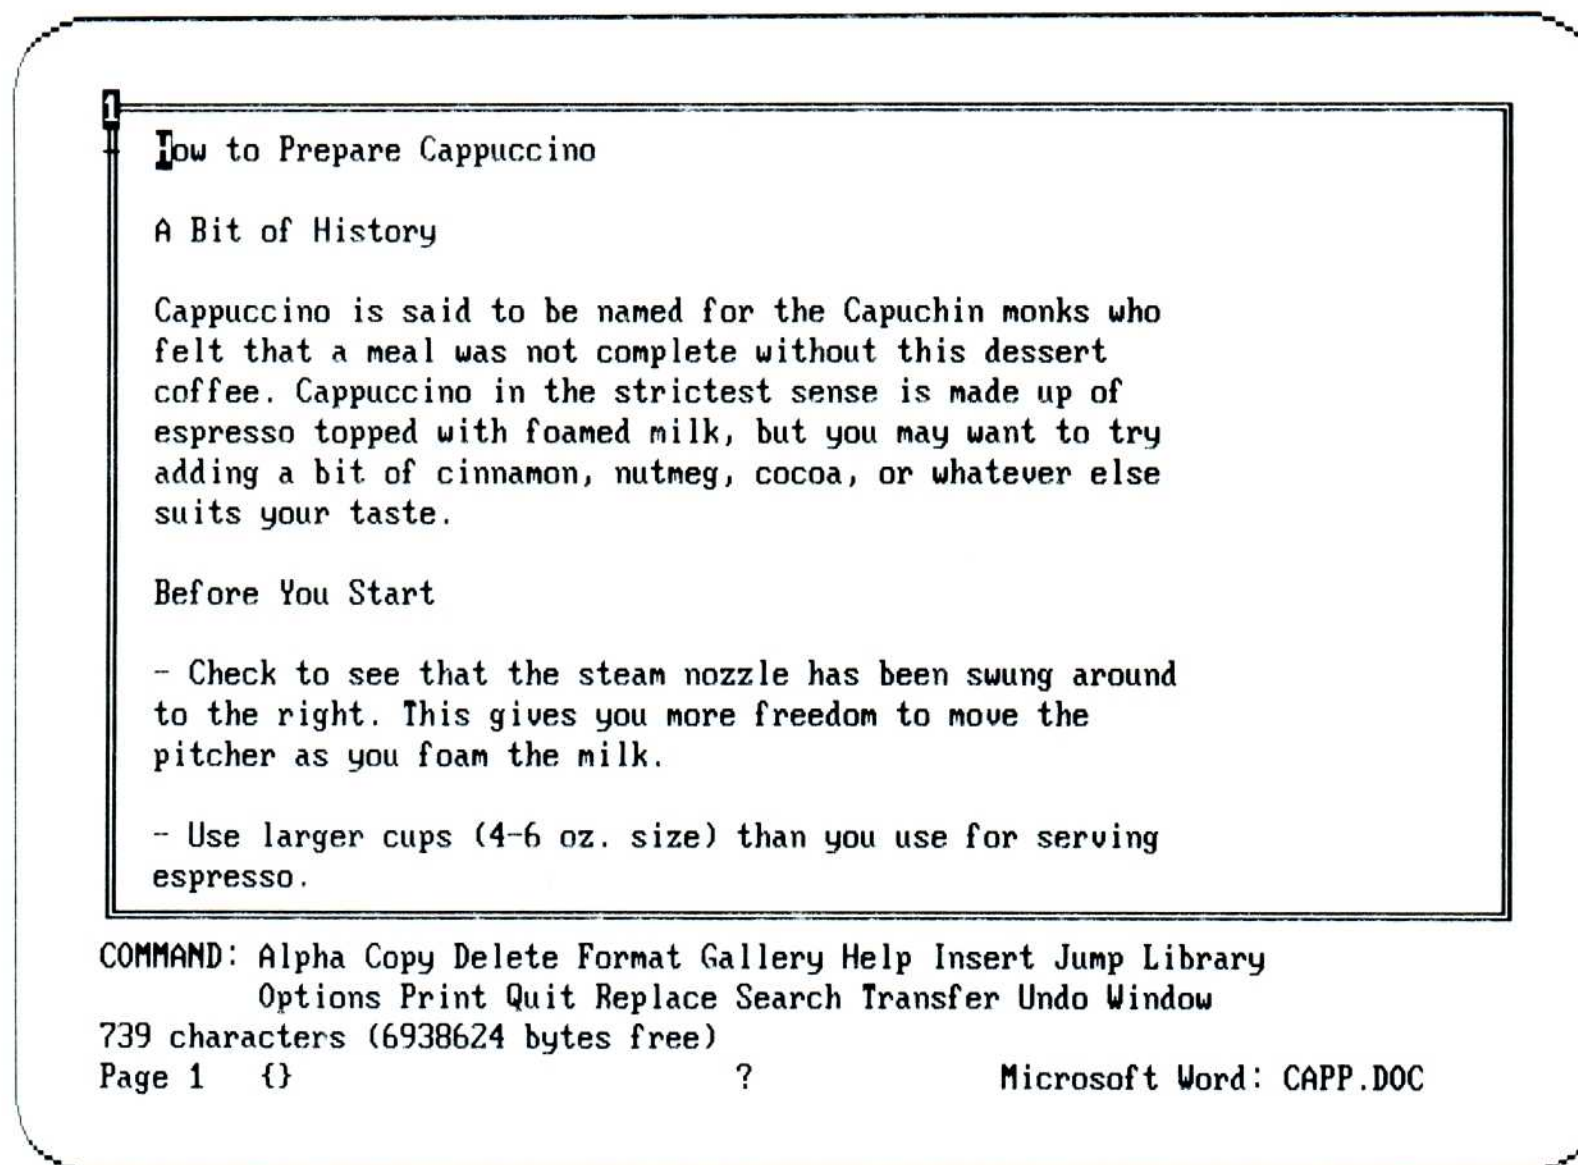 1
How to Prepare Cappuccino
A Bit of History
Cappuccino is said to be named for the Capuchin monks who
felt that a meal was not complete without this dessert
coffee. Cappuccino in the strictest sense is made up of
espresso topped with foamed milk, but you may want to try
adding a bit of cinnamon, nutmeg, cocoa, or whatever else
suits your taste.
Before You Start
- Check to see that the steam nozzle has been swung around
to the right. This gives you more freedom to move the
pitcher as you foam the milk.
- Use larger cups (4-6 oz. size) than you use for serving
espresso.
COMMAND: Alpha Copy Delete Format Gallery Help Insert Jump Library
Options Print Quit Replace Search Transfer Undo Window
739 characters (6938624 bytes free)
Page 1 {} ? Microsoft Word: CAPP.DOC